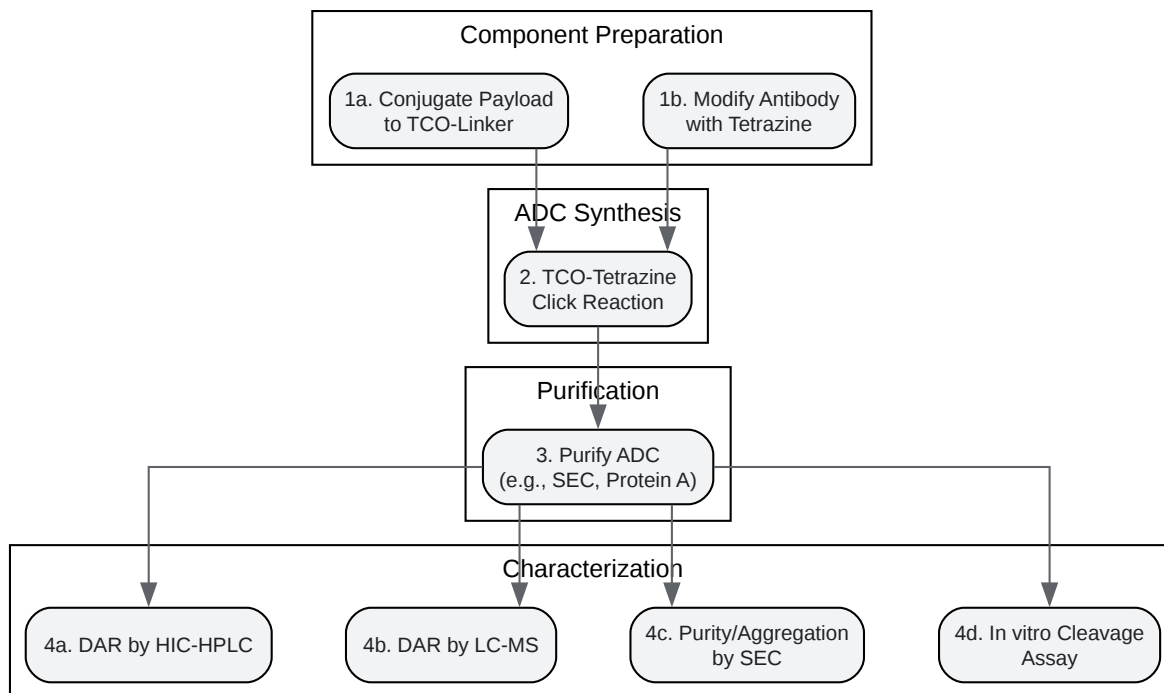 Component Preparation
1a. Conjugate Payload
to TCO-Linker
1b. Modify Antibody
with Tetrazine
ADC Synthesis
2. TCO-Tetrazine
Click Reaction
Purification
3. Purify ADC
(e.g., SEC, Protein A)
Characterization
4a. DAR by HIC-HPLC
4b. DAR by LC-MS
4c. Purity/Aggregation
by SEC
4d. In vitro Cleavage
Assay